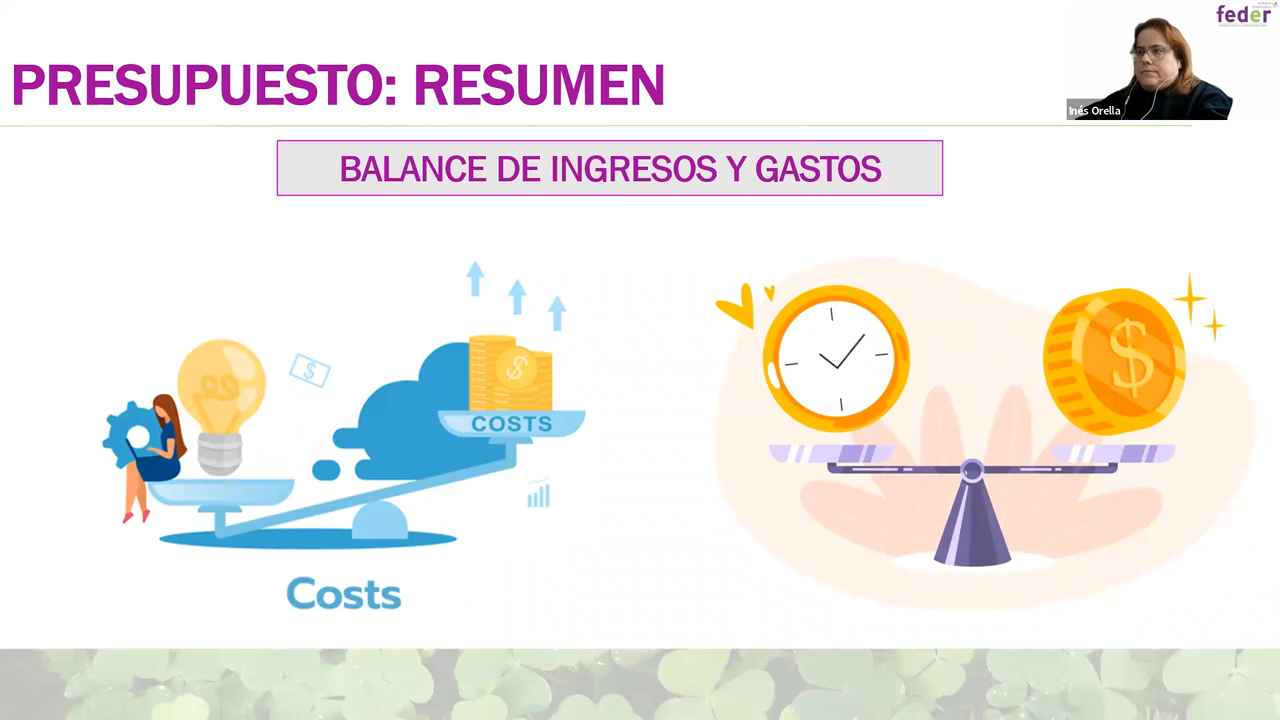 feder
PRESUPUESTO: RESUMEN
Inés Orella
BALANCE DE INGRESOS Y GASTOS
$
$
COSTS
$
Costs